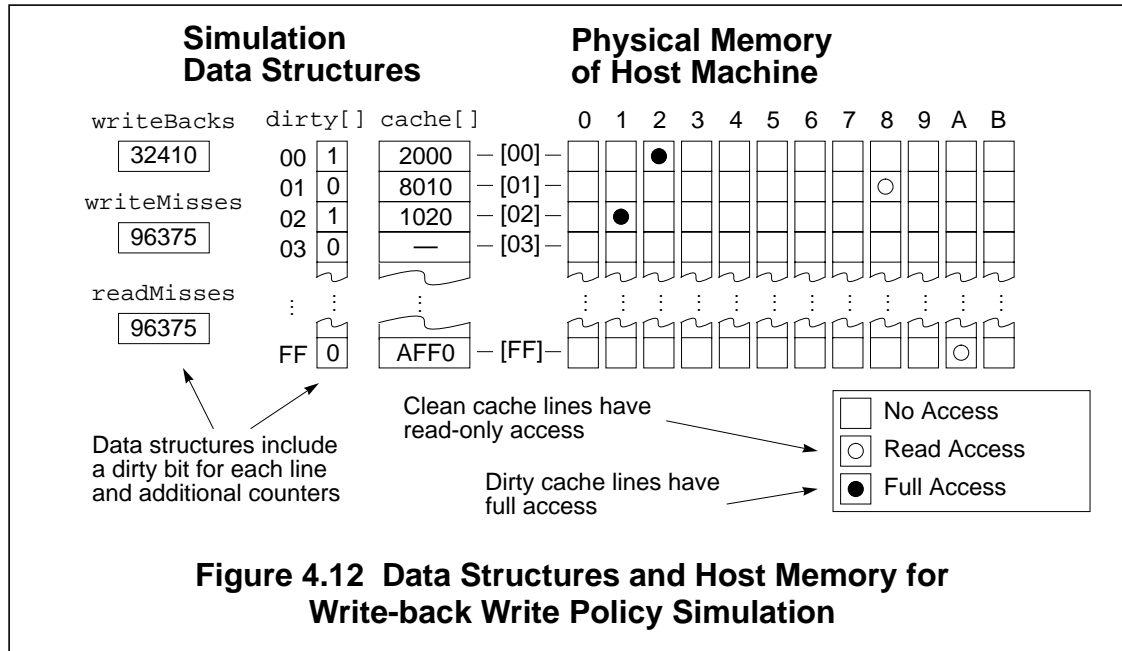 Simulation
Data Structures
Physical Memory
of Host Machine
writeBacks
32410
writeMisses
96375
readMisses
96375
dirty[] cache[]
0 1 2 3 4 5 6 7 8 9 A B
00 1 2000 [00]
01 0 8010 [01]
02 1 1020 [02]
03 0 — [03]
⋮ ⋮ ⋮ ⋮ ⋮ ⋮ ⋮ ⋮ ⋮ ⋮ ⋮ ⋮ ⋮ ⋮ ⋮
FF 0 AFF0 [FF]
Data structures include
a dirty bit for each line
and additional counters
Clean cache lines have
read-only access
Dirty cache lines have
full access
No Access
Read Access
Full Access
Figure 4.12 Data Structures and Host Memory for
Write-back Write Policy Simulation